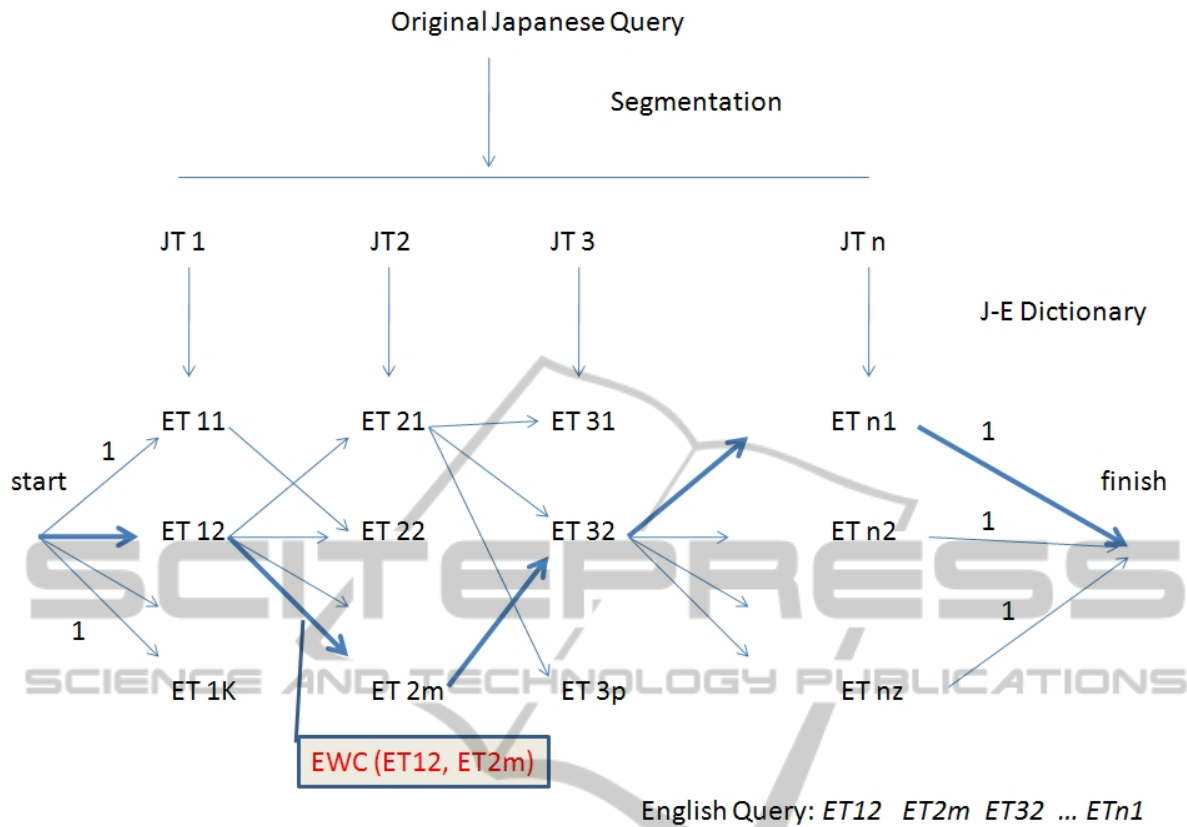 Original Japanese Query
Segmentation
JT 1 JT2 JT 3 JT n
J-E Dictionary
ET 11 ET 21 ET 31 ET n1
1 1
start finish
ET 12 ET 22 ET 32 ET n2
1
SCITEPRESS
1 1
SCIENCE AND TECHNOLOGY PUBLICATIONS
ET 1K ET 2m ET 3p ET nz
EWC (ET12, ET2m)
English Query: ET12 ET2m ET32 ... ETn1